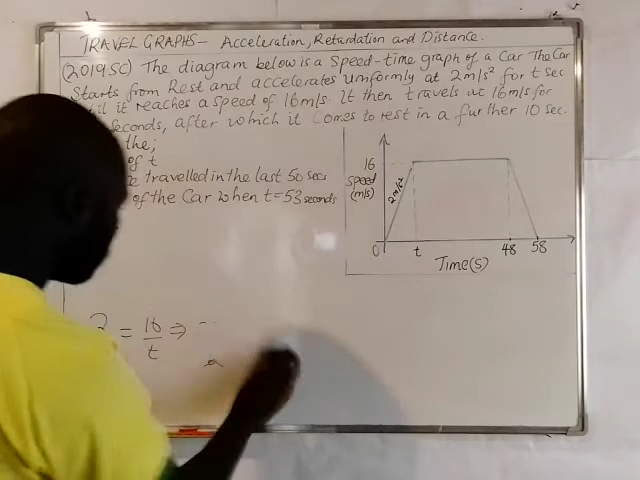 TRAVEL GRAPHS - Acceleration, Retardation and Distance.
(2019 SC) The diagram below is a Speed-time graph of a Car The Car
Starts from Rest and accelerates uniformly at 2m/s² for t sec
it reaches a speed of 16m/s. It then travels at 16m/s for
seconds, after which it Comes to rest in a further 10 sec.
the;
of t
travelled in the last 50 secs
of the Car when t=53 seconds
16
Speed
(m/s)
2m/s²
0
t
48
58
Time(s)
2 = 16/t ⇒